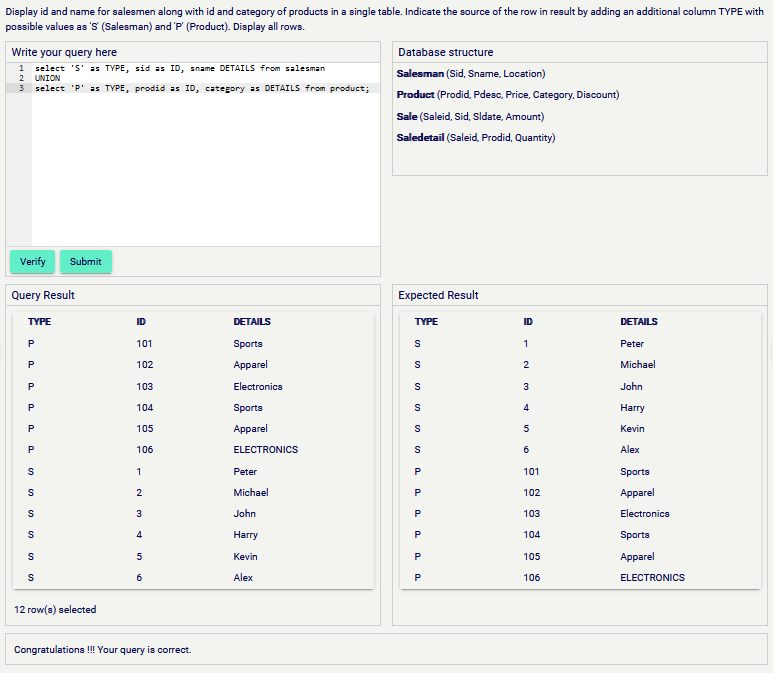 Display id and name for salesmen along with id and category of products in a single table. Indicate the source of the row in result by adding an additional column TYPE with
possible values as 'S' (Salesman) and 'P' (Product). Display all rows.
Write your query here
1 select 'S' as TYPE, sid as ID, sname DETAILS from salesman
2 UNION
3 select 'P' as TYPE, prodid as ID, category as DETAILS from product;
Verify Submit
Database structure
Salesman (Sid, Sname, Location)
Product (Prodid, Pdesc, Price, Category, Discount)
Sale (Saleid, Sid, Sldate, Amount)
Saledetail (Saleid, Prodid, Quantity)
Query Result
TYPE ID DETAILS
P 101 Sports
P 102 Apparel
P 103 Electronics
P 104 Sports
P 105 Apparel
P 106 ELECTRONICS
S 1 Peter
S 2 Michael
S 3 John
S 4 Harry
S 5 Kevin
S 6 Alex
12 row(s) selected
Expected Result
TYPE ID DETAILS
S 1 Peter
S 2 Michael
S 3 John
S 4 Harry
S 5 Kevin
S 6 Alex
P 101 Sports
P 102 Apparel
P 103 Electronics
P 104 Sports
P 105 Apparel
P 106 ELECTRONICS
Congratulations !!! Your query is correct.